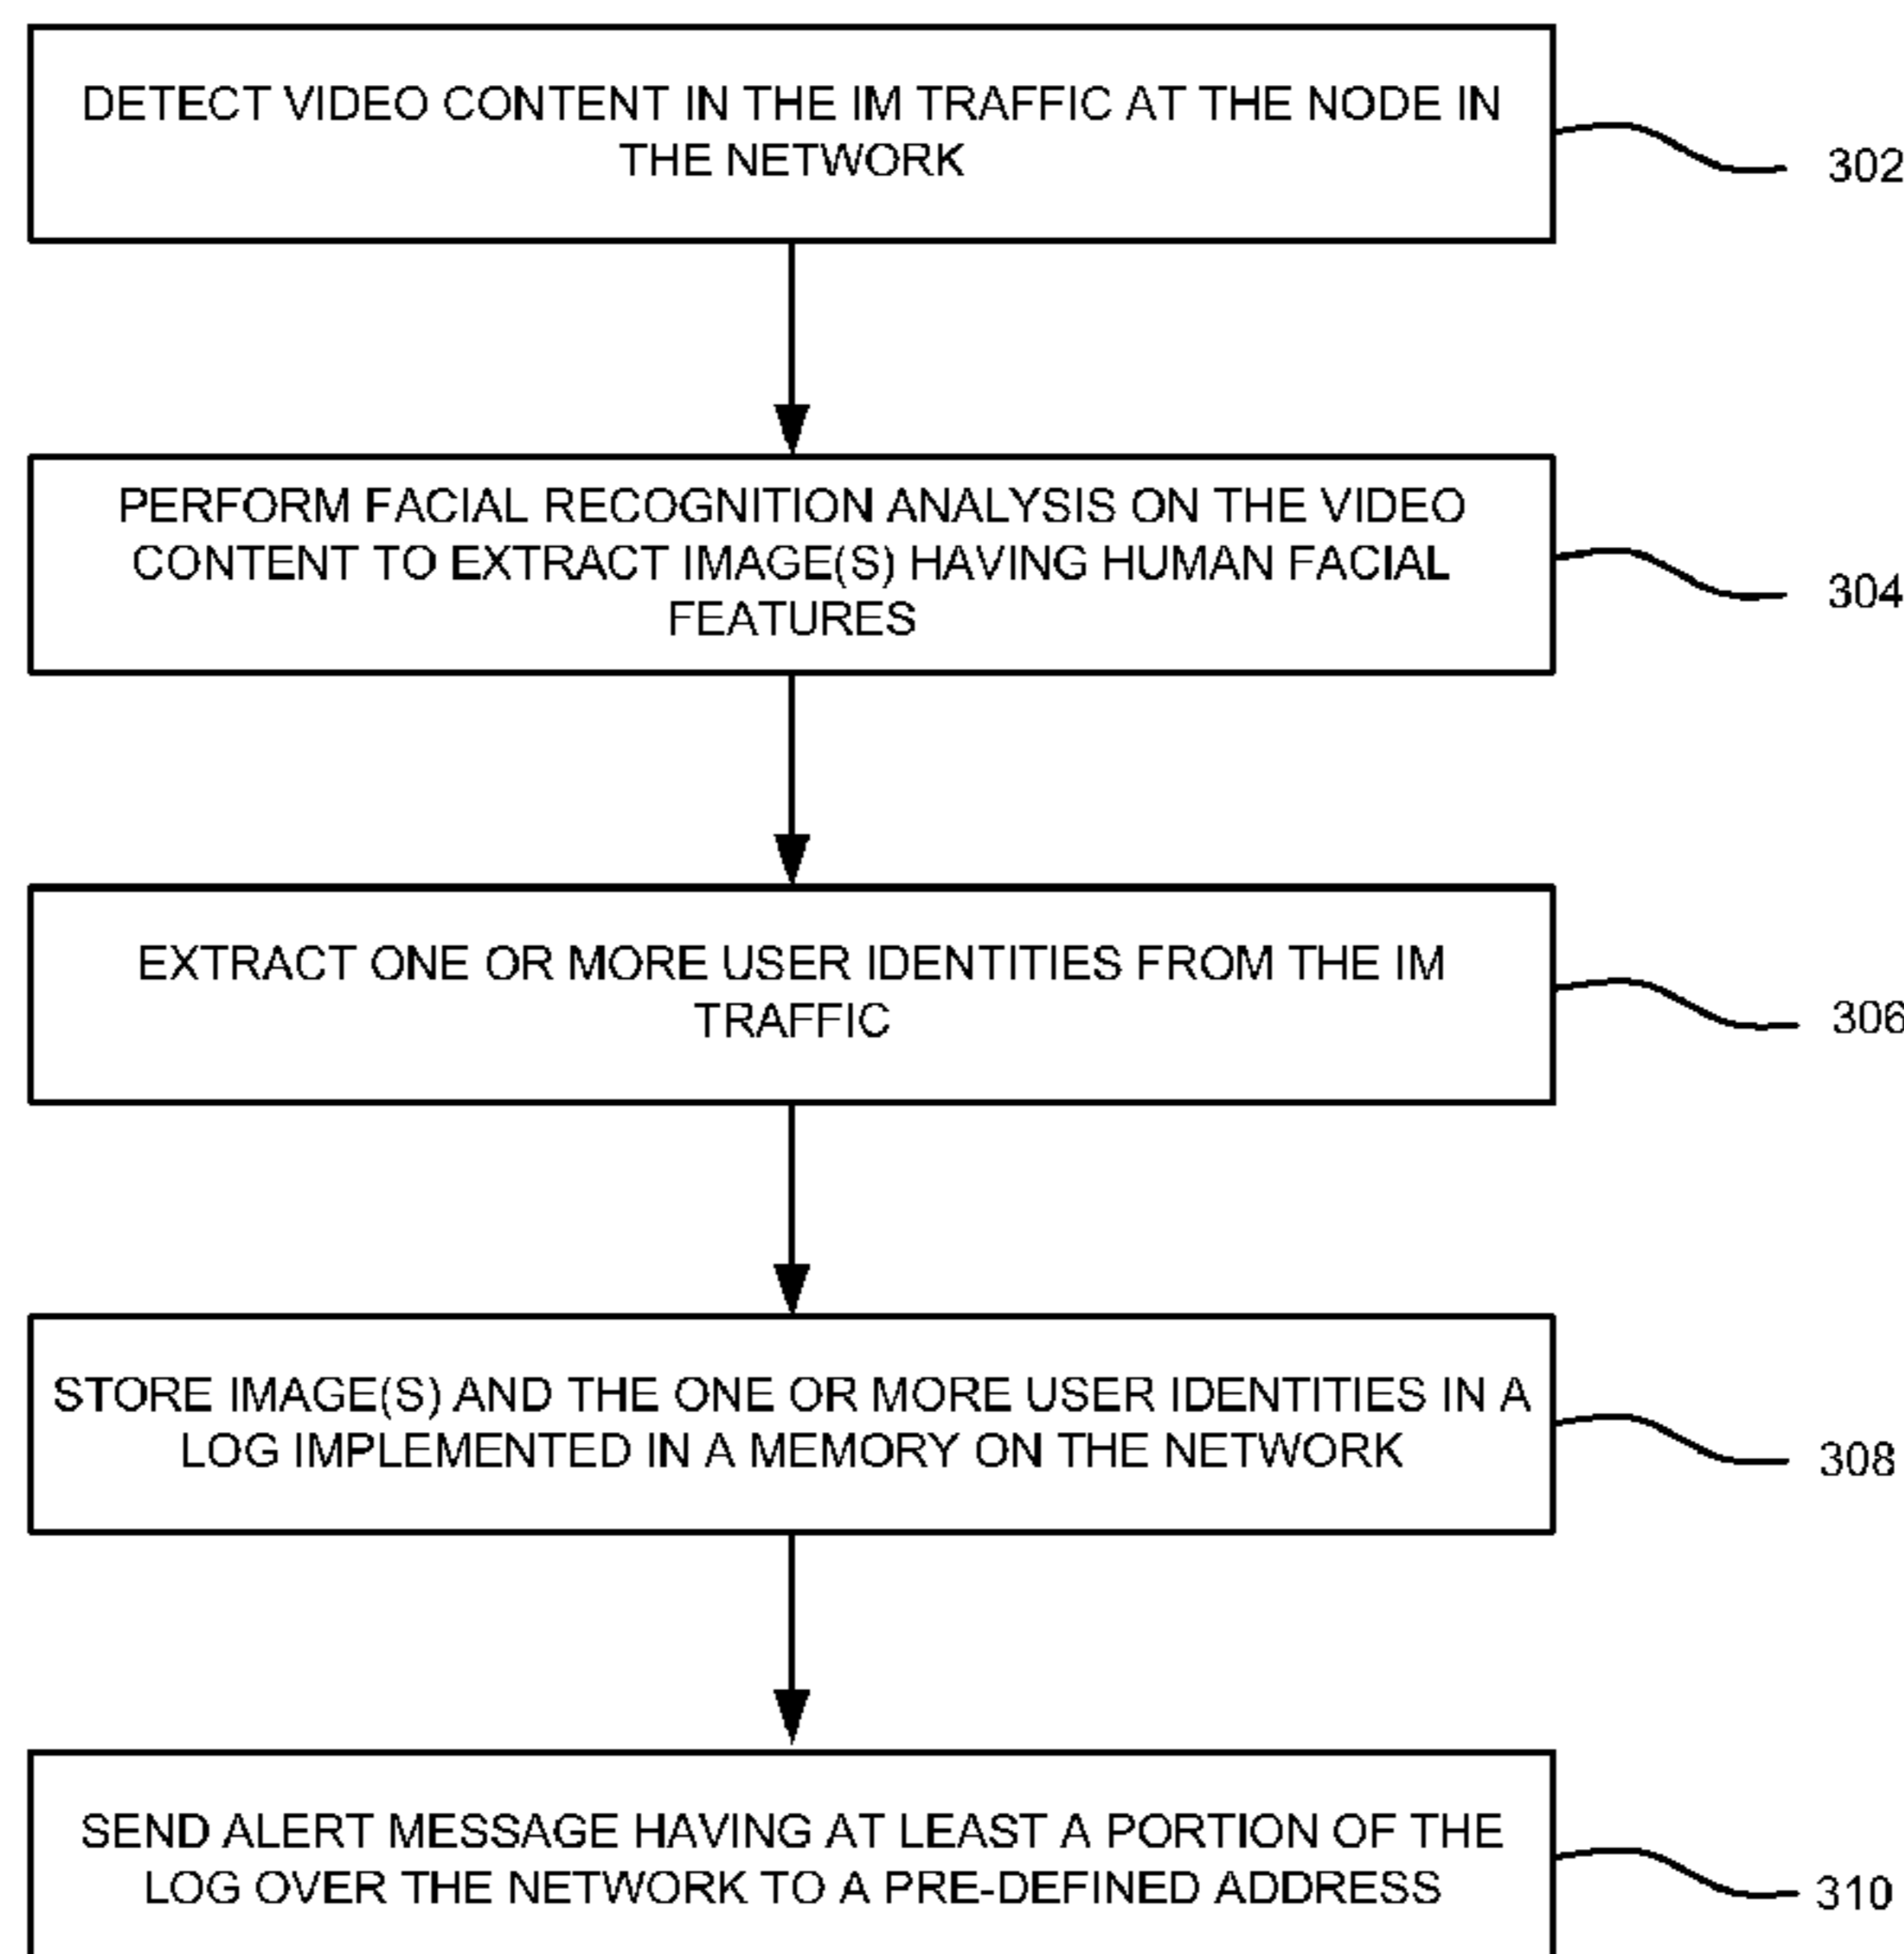 DETECT VIDEO CONTENT IN THE IM TRAFFIC AT THE NODE IN
THE NETWORK
302
PERFORM FACIAL RECOGNITION ANALYSIS ON THE VIDEO
CONTENT TO EXTRACT IMAGE(S) HAVING HUMAN FACIAL
FEATURES
304
EXTRACT ONE OR MORE USER IDENTITIES FROM THE IM
TRAFFIC
306
STORE IMAGE(S) AND THE ONE OR MORE USER IDENTITIES IN A
LOG IMPLEMENTED IN A MEMORY ON THE NETWORK
308
SEND ALERT MESSAGE HAVING AT LEAST A PORTION OF THE
LOG OVER THE NETWORK TO A PRE-DEFINED ADDRESS
310